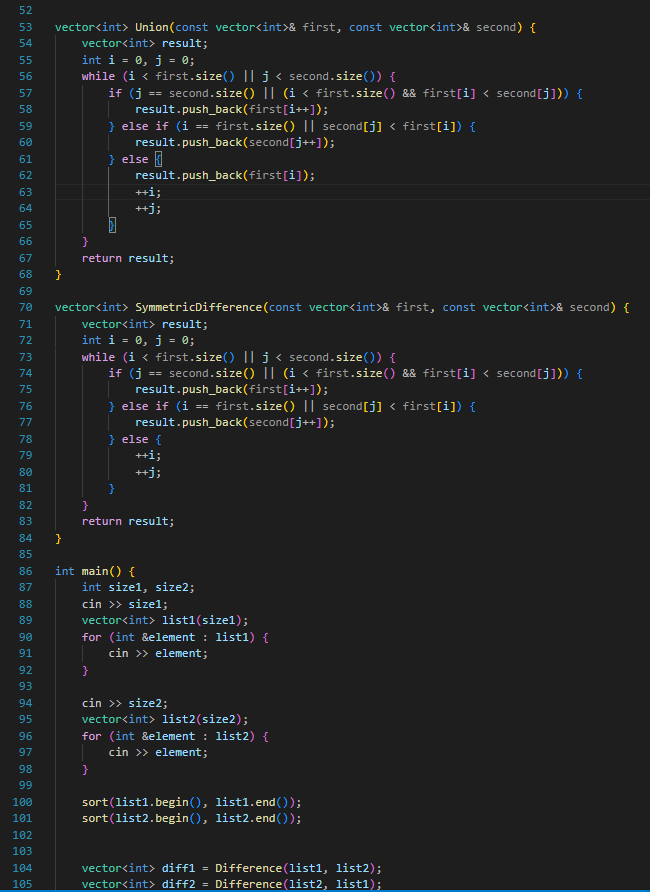 52
53 vector<int> Union(const vector<int>& first, const vector<int>& second) {
54     vector<int> result;
55     int i = 0, j = 0;
56     while (i < first.size() || j < second.size()) {
57         if (j == second.size() || (i < first.size() && first[i] < second[j])) {
58             result.push_back(first[i++]);
59         } else if (i == first.size() || second[j] < first[i]) {
60             result.push_back(second[j++]);
61         } else {
62             result.push_back(first[i]);
63             ++i;
64             ++j;
65         }
66     }
67     return result;
68 }
69
70 vector<int> SymmetricDifference(const vector<int>& first, const vector<int>& second) {
71     vector<int> result;
72     int i = 0, j = 0;
73     while (i < first.size() || j < second.size()) {
74         if (j == second.size() || (i < first.size() && first[i] < second[j])) {
75             result.push_back(first[i++]);
76         } else if (i == first.size() || second[j] < first[i]) {
77             result.push_back(second[j++]);
78         } else {
79             ++i;
80             ++j;
81         }
82     }
83     return result;
84 }
85
86 int main() {
87     int size1, size2;
88     cin >> size1;
89     vector<int> list1(size1);
90     for (int &element : list1) {
91         cin >> element;
92     }
93
94     cin >> size2;
95     vector<int> list2(size2);
96     for (int &element : list2) {
97         cin >> element;
98     }
99
100     sort(list1.begin(), list1.end());
101     sort(list2.begin(), list2.end());
102
103
104     vector<int> diff1 = Difference(list1, list2);
105     vector<int> diff2 = Difference(list2, list1);